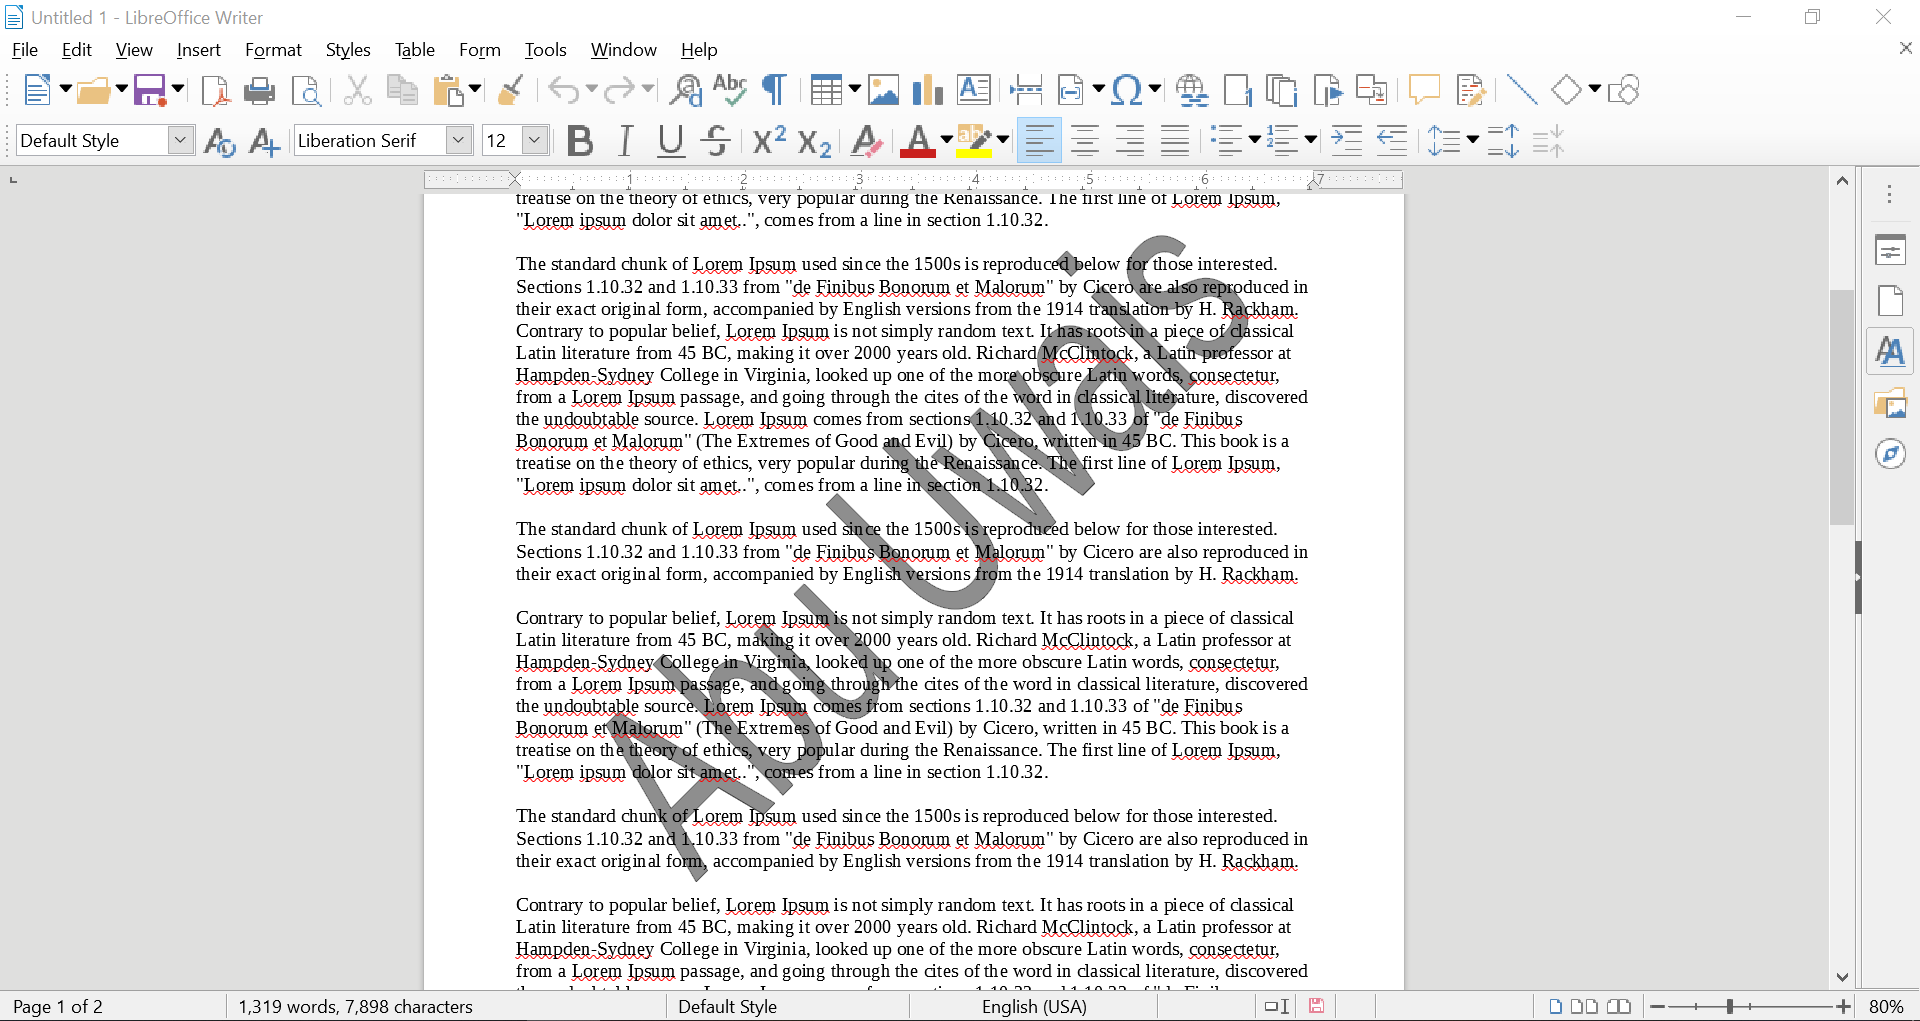 Untitled 1 - LibreOffice Writer
File Edit View Insert Format Styles Table Form Tools Window Help
Abc
Default Style Liberation Serif 12
1 2 3 4 5 6 7
treatise on the theory of ethics, very popular during the Renaissance. The first line of Lorem Ipsum,
"Lorem ipsum dolor sit amet..", comes from a line in section 1.10.32.
The standard chunk of Lorem Ipsum used since the 1500s is reproduced below for those interested.
Sections 1.10.32 and 1.10.33 from "de Finibus Bonorum et Malorum" by Cicero are also reproduced in
their exact original form, accompanied by English versions from the 1914 translation by H. Rackham.
Contrary to popular belief, Lorem Ipsum is not simply random text. It has roots in a piece of classical
Latin literature from 45 BC, making it over 2000 years old. Richard McClintock, a Latin professor at
Hampden-Sydney College in Virginia, looked up one of the more obscure Latin words, consectetur,
from a Lorem Ipsum passage, and going through the cites of the word in classical literature, discovered
the undoubtable source. Lorem Ipsum comes from sections 1.10.32 and 1.10.33 of "de Finibus
Bonorum et Malorum" (The Extremes of Good and Evil) by Cicero, written in 45 BC. This book is a
treatise on the theory of ethics, very popular during the Renaissance. The first line of Lorem Ipsum,
"Lorem ipsum dolor sit amet..", comes from a line in section 1.10.32.
The standard chunk of Lorem Ipsum used since the 1500s is reproduced below for those interested.
Sections 1.10.32 and 1.10.33 from "de Finibus Bonorum et Malorum" by Cicero are also reproduced in
their exact original form, accompanied by English versions from the 1914 translation by H. Rackham.
Contrary to popular belief, Lorem Ipsum is not simply random text. It has roots in a piece of classical
Latin literature from 45 BC, making it over 2000 years old. Richard McClintock, a Latin professor at
Hampden-Sydney College in Virginia, looked up one of the more obscure Latin words, consectetur,
from a Lorem Ipsum passage, and going through the cites of the word in classical literature, discovered
the undoubtable source. Lorem Ipsum comes from sections 1.10.32 and 1.10.33 of "de Finibus
Bonorum et Malorum" (The Extremes of Good and Evil) by Cicero, written in 45 BC. This book is a
treatise on the theory of ethics, very popular during the Renaissance. The first line of Lorem Ipsum,
"Lorem ipsum dolor sit amet..", comes from a line in section 1.10.32.
The standard chunk of Lorem Ipsum used since the 1500s is reproduced below for those interested.
Sections 1.10.32 and 1.10.33 from "de Finibus Bonorum et Malorum" by Cicero are also reproduced in
their exact original form, accompanied by English versions from the 1914 translation by H. Rackham.
Contrary to popular belief, Lorem Ipsum is not simply random text. It has roots in a piece of classical
Latin literature from 45 BC, making it over 2000 years old. Richard McClintock, a Latin professor at
Hampden-Sydney College in Virginia, looked up one of the more obscure Latin words, consectetur,
from a Lorem Ipsum passage, and going through the cites of the word in classical literature, discovered
Abu Uwais
Page 1 of 2 1,319 words, 7,898 characters Default Style English (USA) 80%